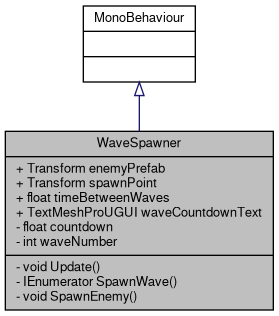 MonoBehaviour
WaveSpawner
+ Transform enemyPrefab
+ Transform spawnPoint
+ float timeBetweenWaves
+ TextMeshProUGUI waveCountdownText
- float countdown
- int waveNumber
- void Update()
- IEnumerator SpawnWave()
- void SpawnEnemy()